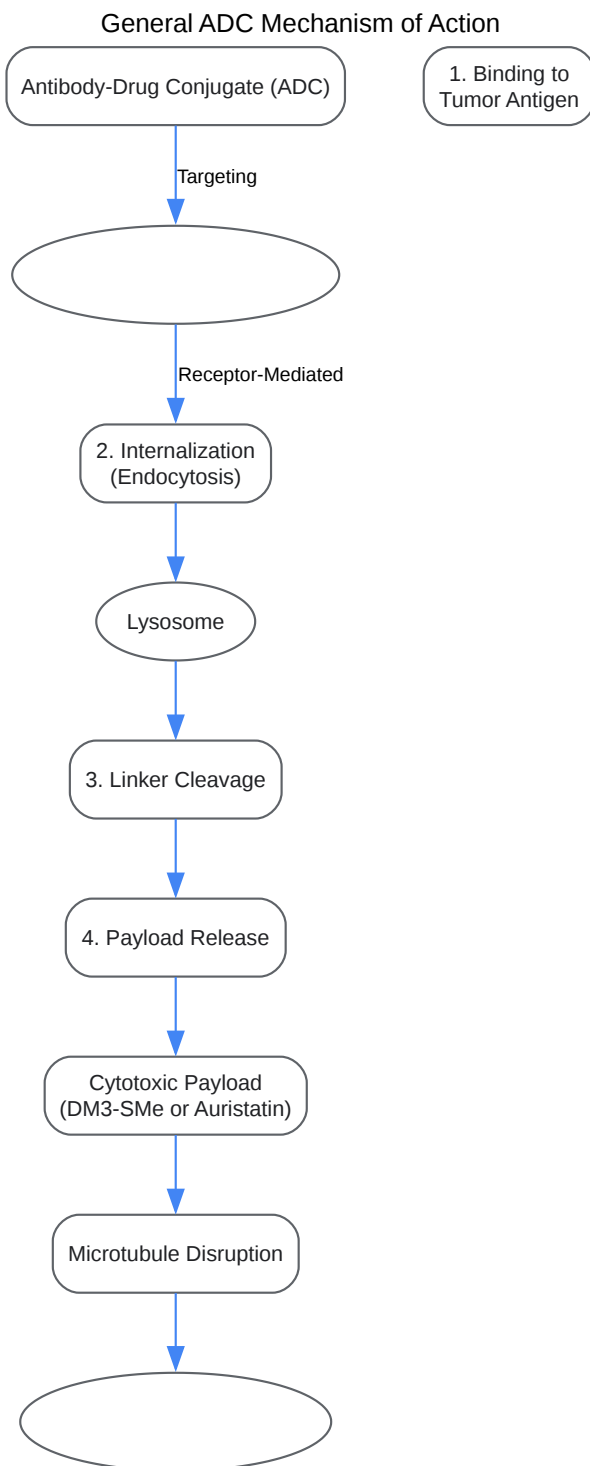 General ADC Mechanism of Action
Antibody-Drug Conjugate (ADC)
1. Binding to
Tumor Antigen
Targeting
Receptor-Mediated
2. Internalization
(Endocytosis)
Lysosome
3. Linker Cleavage
4. Payload Release
Cytotoxic Payload
(DM3-SMe or Auristatin)
Microtubule Disruption